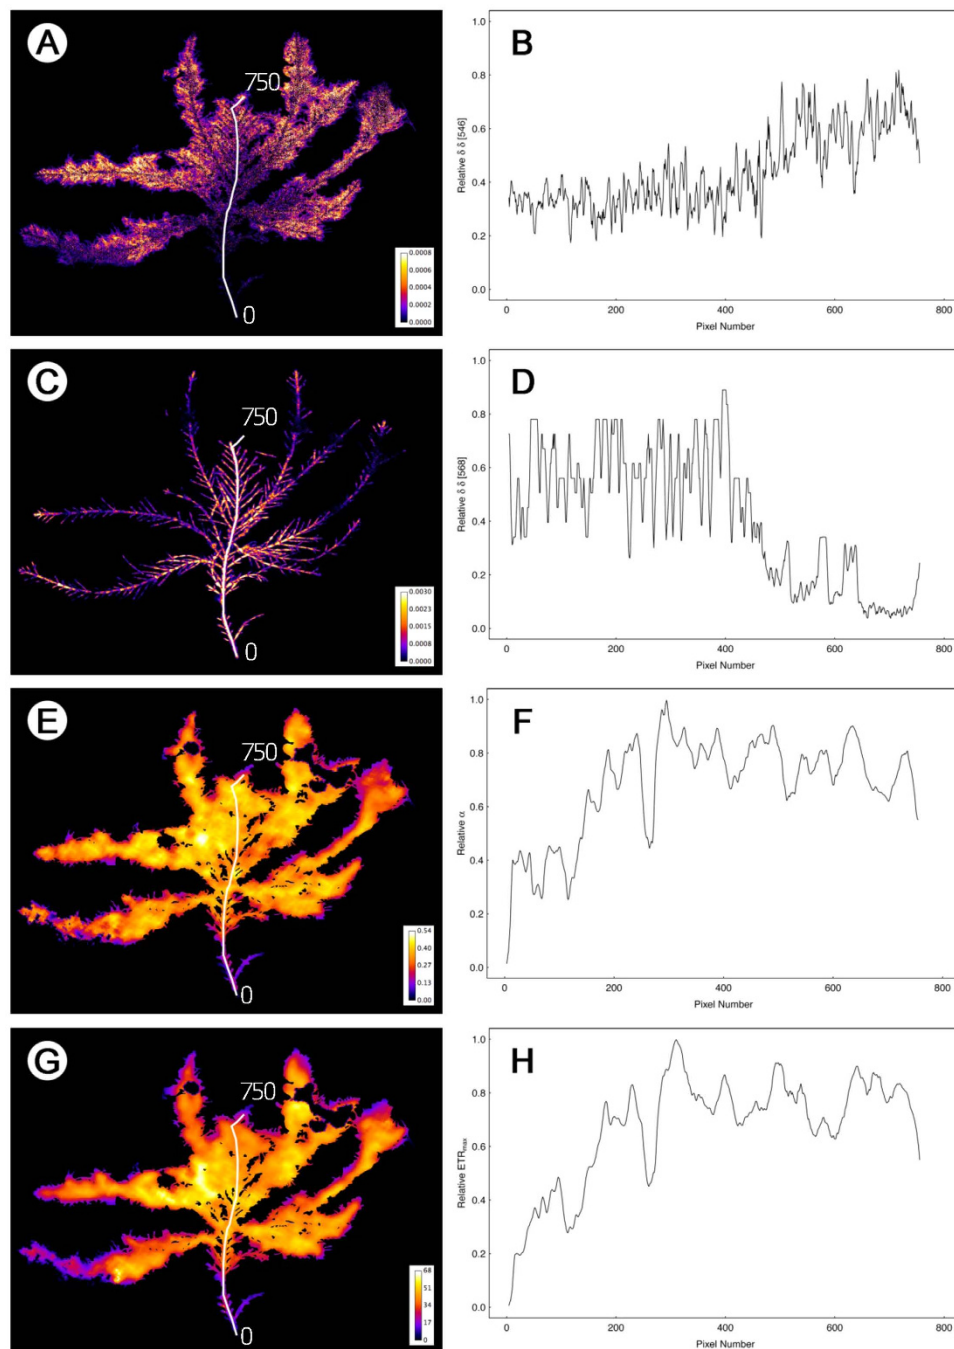 A
750
0
0.0008
0.0006
0.0004
0.0002
0.0000
B
1.0
0.8
0.6
0.4
0.2
0.0
Relative δ δ [546]
0 200 400 600 800
Pixel Number
C
750
0
0.0030
0.0023
0.0015
0.0008
0.0000
D
1.0
0.8
0.6
0.4
0.2
0.0
Relative δ δ [568]
0 200 400 600 800
Pixel Number
E
750
0
0.54
0.40
0.27
0.13
0.00
F
1.0
0.8
0.6
0.4
0.2
0.0
Relative α
0 200 400 600 800
Pixel Number
G
750
0
68
51
34
17
0
H
1.0
0.8
0.6
0.4
0.2
0.0
Relative ETRmax
0 200 400 600 800
Pixel Number